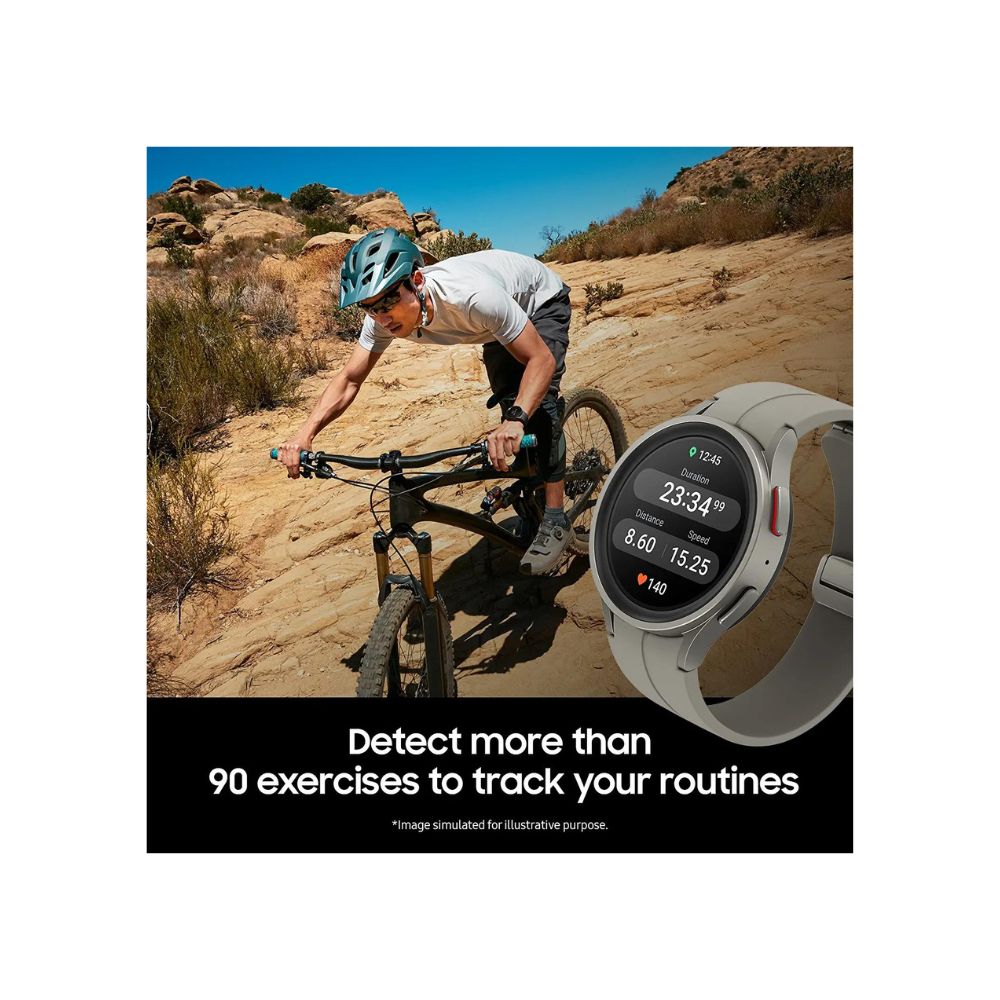 12:45
Duration
23:34 99
Distance
Speed
8.60
15.25
140
Detect more than
90 exercises to track your routines
*Image simulated for illustrative purpose.